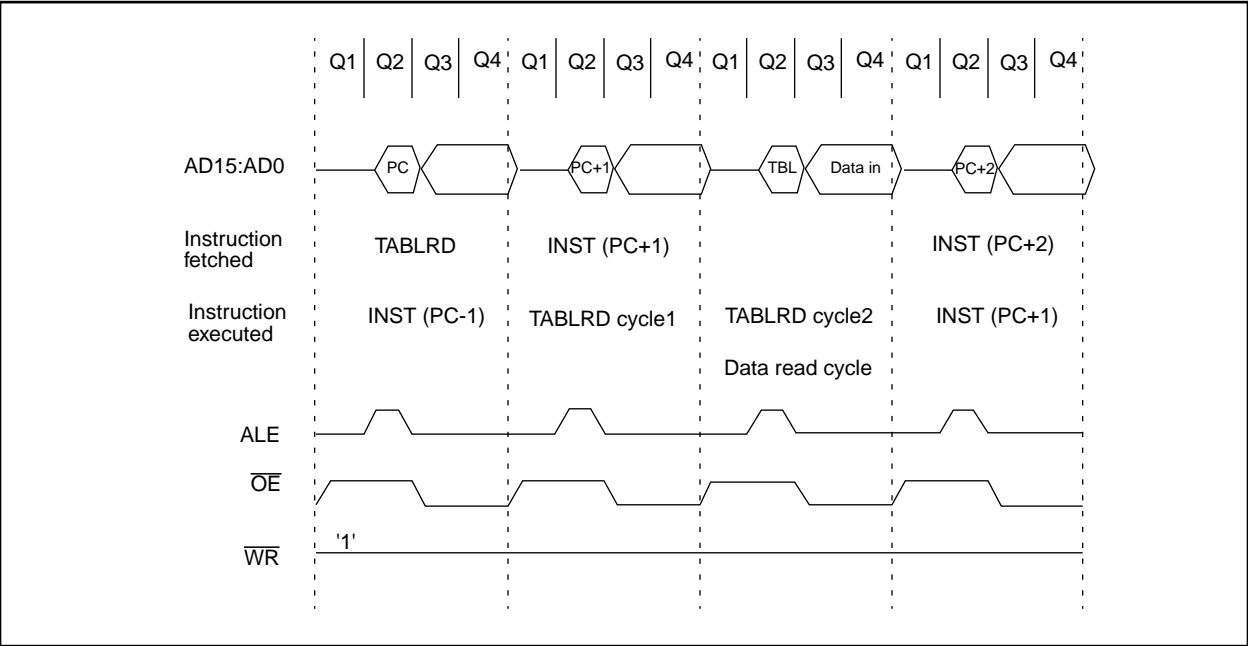 Q1 Q2 Q3 Q4 Q1 Q2 Q3 Q4 Q1 Q2 Q3 Q4 Q1 Q2 Q3 Q4
AD15:AD0 PC PC+1 TBL Data in PC+2
Instruction
fetched
TABLRD INST (PC+1) INST (PC+2)
Instruction
executed
INST (PC-1) TABLRD cycle1 TABLRD cycle2 INST (PC+1)
Data read cycle
ALE
OE
'1'
WR